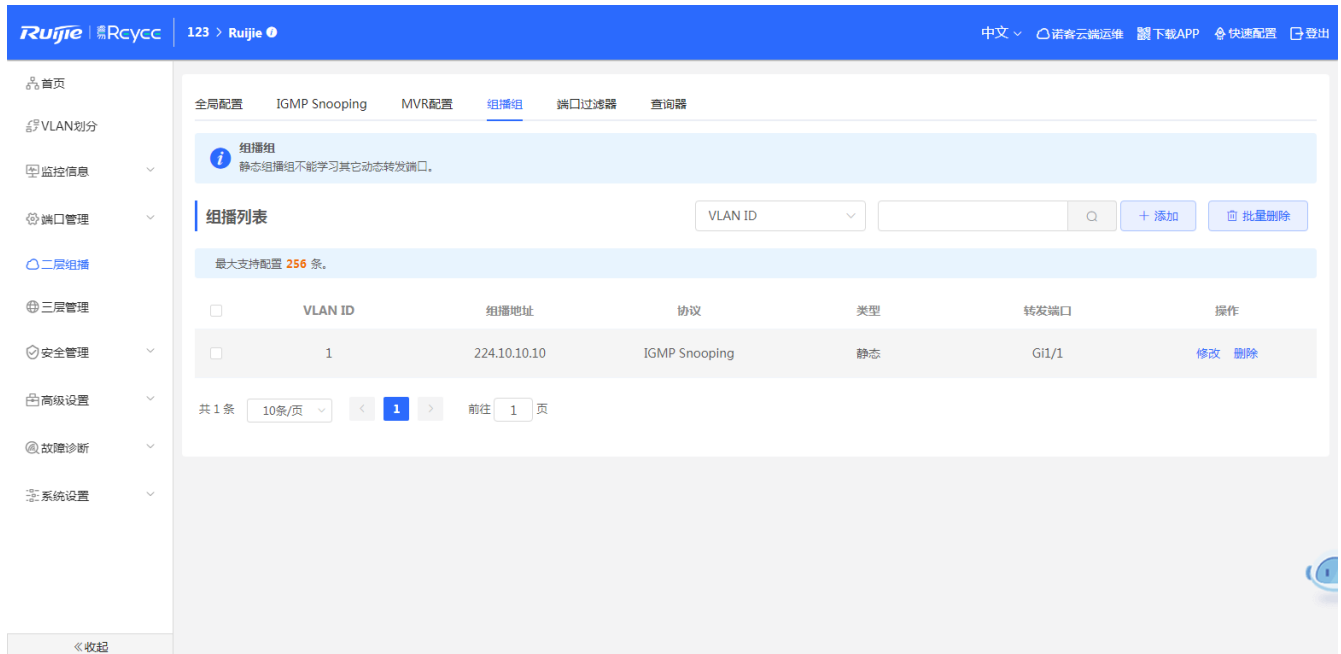 Ruijie | 睿易 Rcycc 123 > Ruijie
中文 诺客云端运维 下载APP 快速配置 登出
首页
VLAN划分
监控信息
端口管理
二层组播
三层管理
安全管理
高级设置
故障诊断
系统设置
《收起
全局配置 IGMP Snooping MVR配置 组播组 端口过滤器 查询器
组播组
静态组播组不能学习其它动态转发端口。
组播列表 VLAN ID + 添加 批量删除
最大支持配置 256 条。
VLAN ID 组播地址 协议 类型 转发端口 操作
1 224.10.10.10 IGMP Snooping 静态 Gi1/1 修改 删除
共 1 条 10条/页 < 1 > 前往 1 页